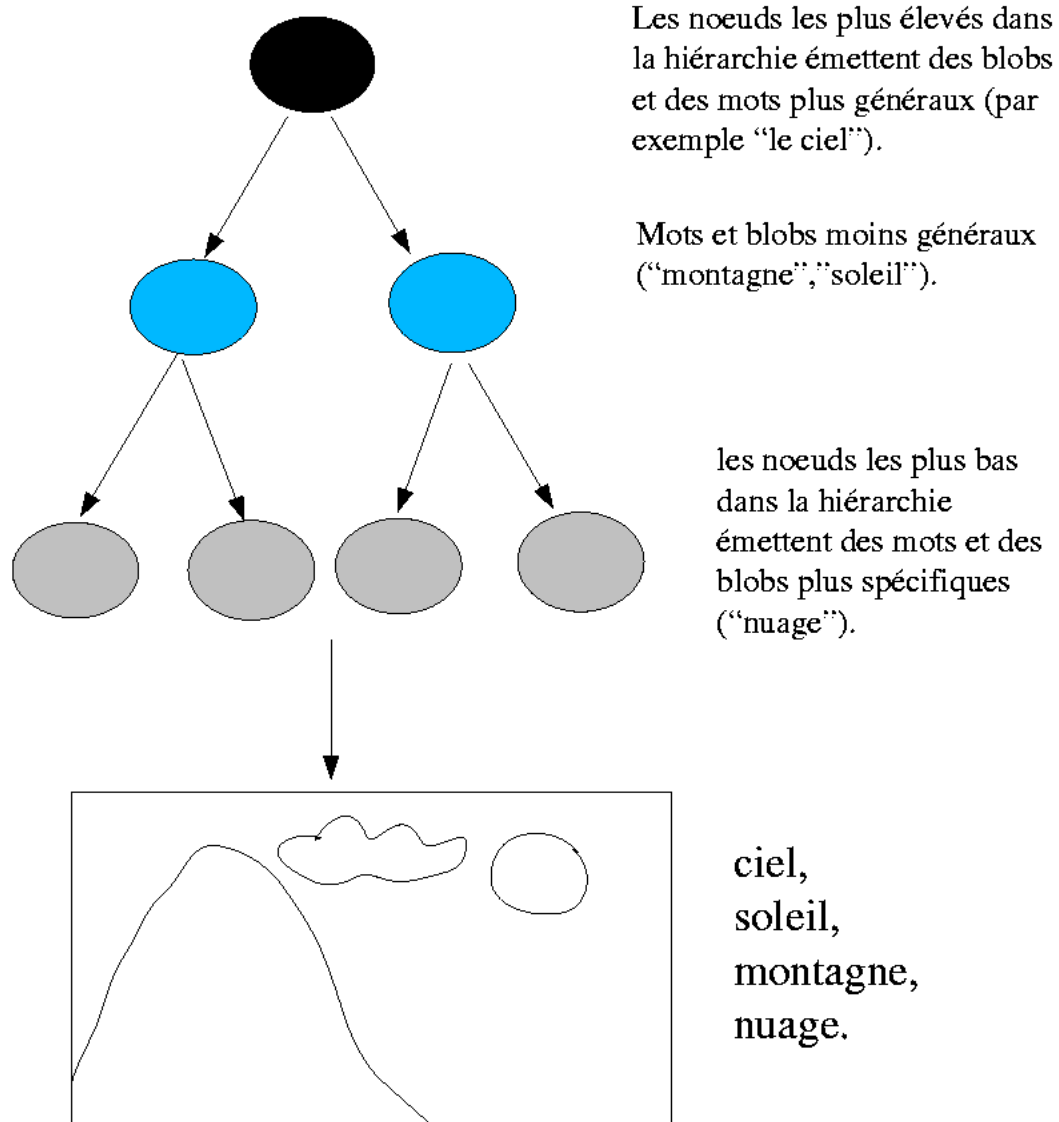 Les noeuds les plus élevés dans
la hiérarchie émettent des blobs
et des mots plus généraux (par
exemple “le ciel”).
Mots et blobs moins généraux
(“montagne”,”soleil”).
les noeuds les plus bas
dans la hiérarchie
émettent des mots et des
blobs plus spécifiques
(“nuage”).
ciel,
soleil,
montagne,
nuage.